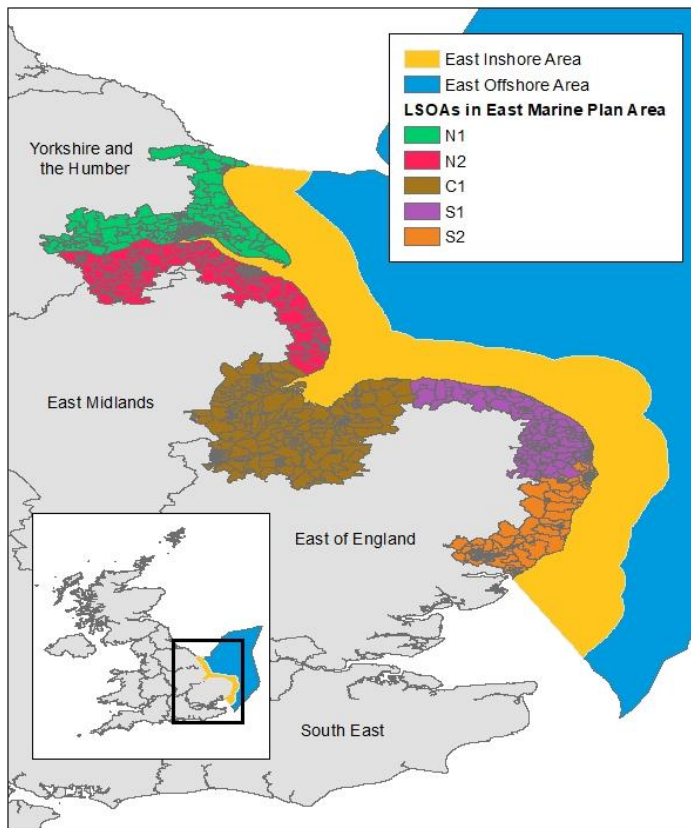 East Inshore Area
East Offshore Area
LSOAs in East Marine Plan Area
N1
N2
C1
S1
S2
Yorkshire and
the Humber
East Midlands
East of England
South East